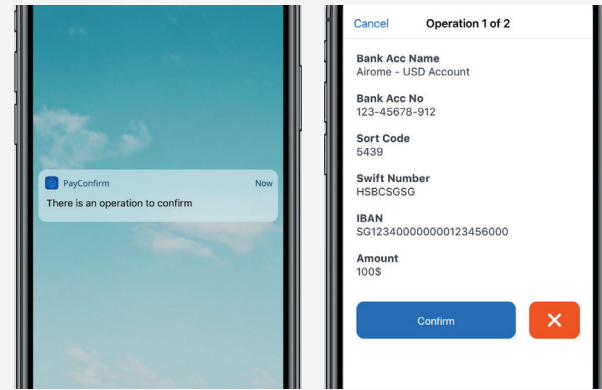 PayConfirm Now
There is an operation to confirm
Cancel Operation 1 of 2
Bank Acc Name
Airome - USD Account
Bank Acc No
123-45678-912
Sort Code
5439
Swift Number
HSBCSGSG
IBAN
SG123400000000123456000
Amount
100$
Confirm